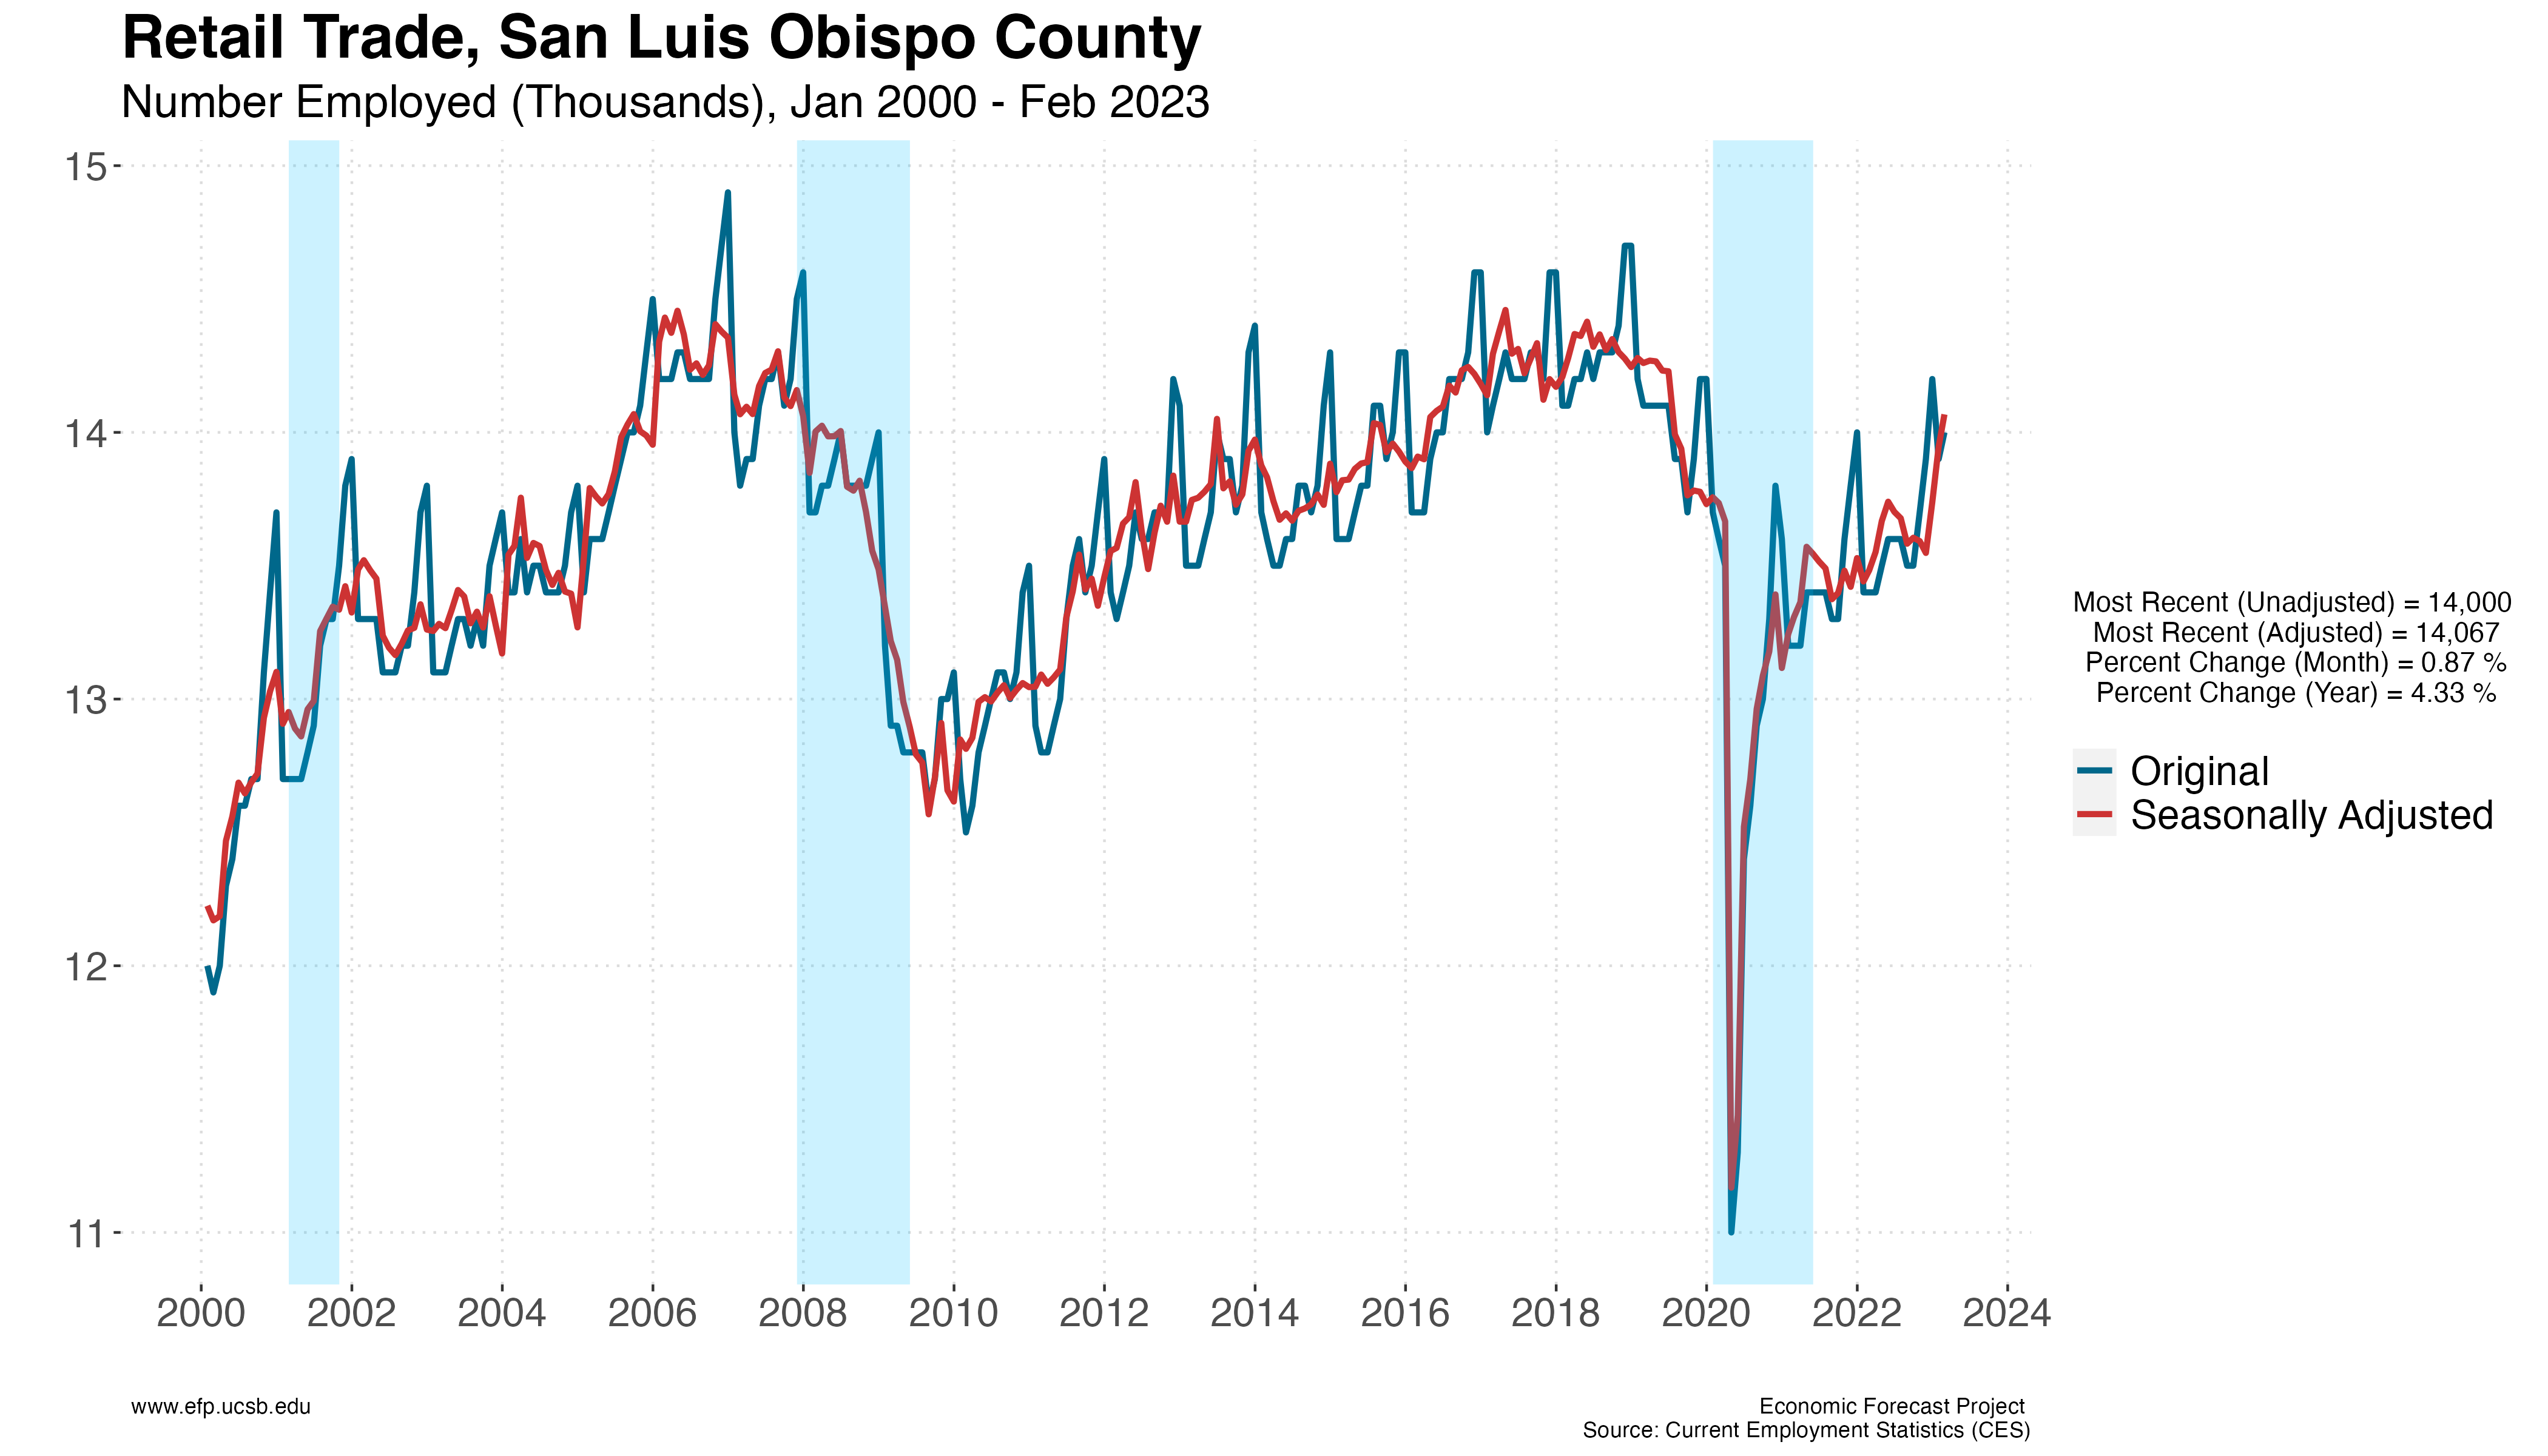 Retail Trade, San Luis Obispo County
Number Employed (Thousands), Jan 2000 - Feb 2023
15
14
13
12
11
2000 2002 2004 2006 2008 2010 2012 2014 2016 2018 2020 2022 2024
Most Recent (Unadjusted) = 14,000
Most Recent (Adjusted) = 14,067
Percent Change (Month) = 0.87 %
Percent Change (Year) = 4.33 %
Original
Seasonally Adjusted
www.efp.ucsb.edu
Economic Forecast Project
Source: Current Employment Statistics (CES)